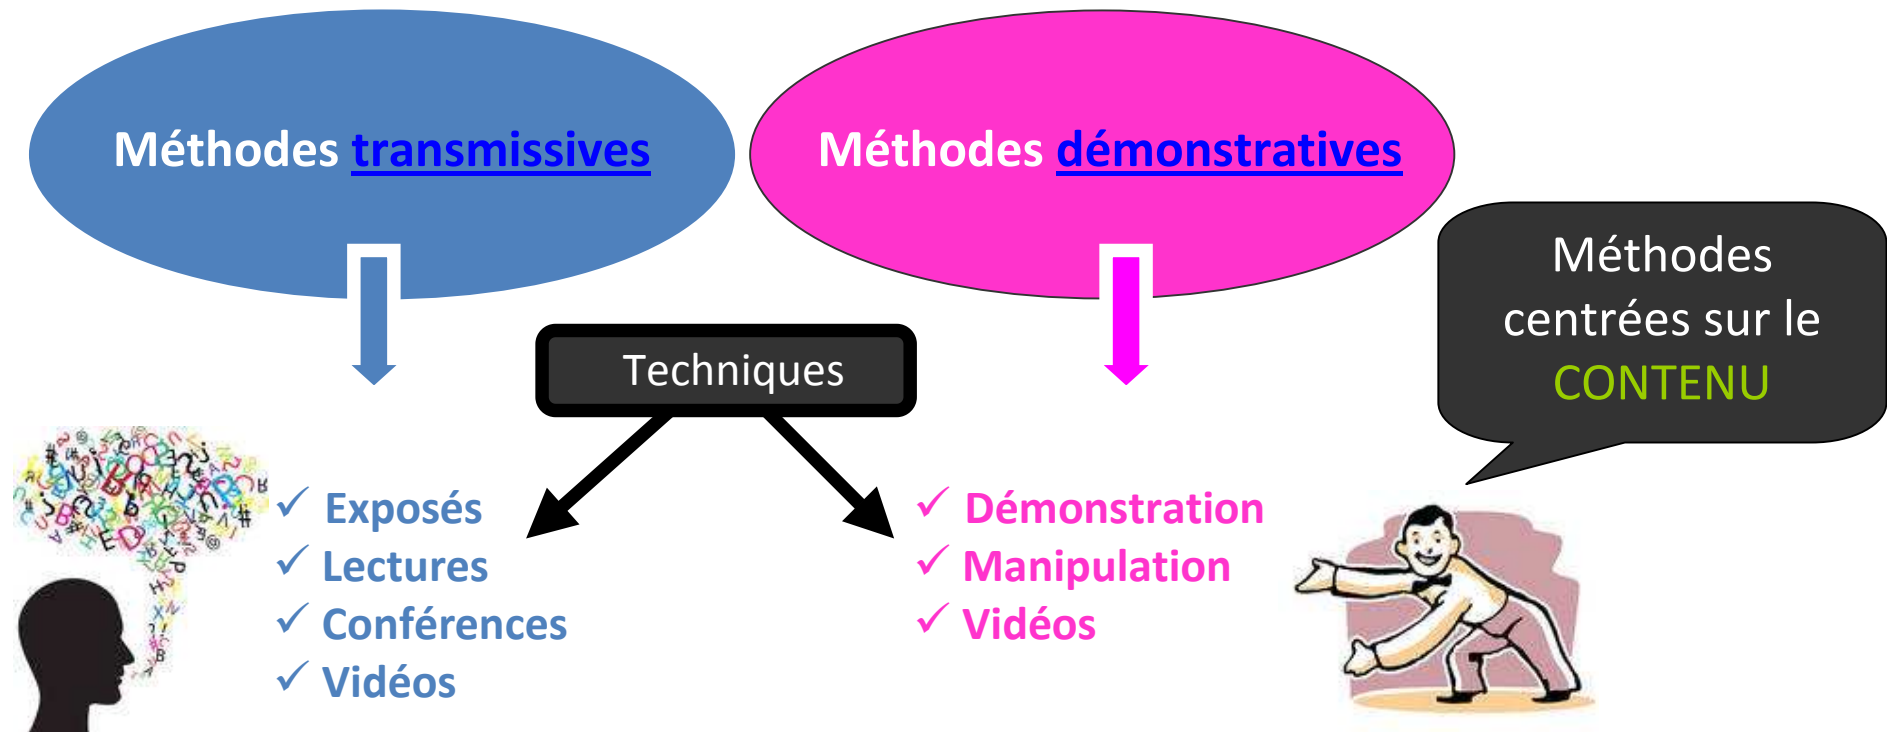 Méthodes transmissives
Méthodes démonstratives
Méthodes
centrées sur le
CONTENU
Techniques
✓ Exposés
✓ Lectures
✓ Conférences
✓ Vidéos
✓ Démonstration
✓ Manipulation
✓ Vidéos